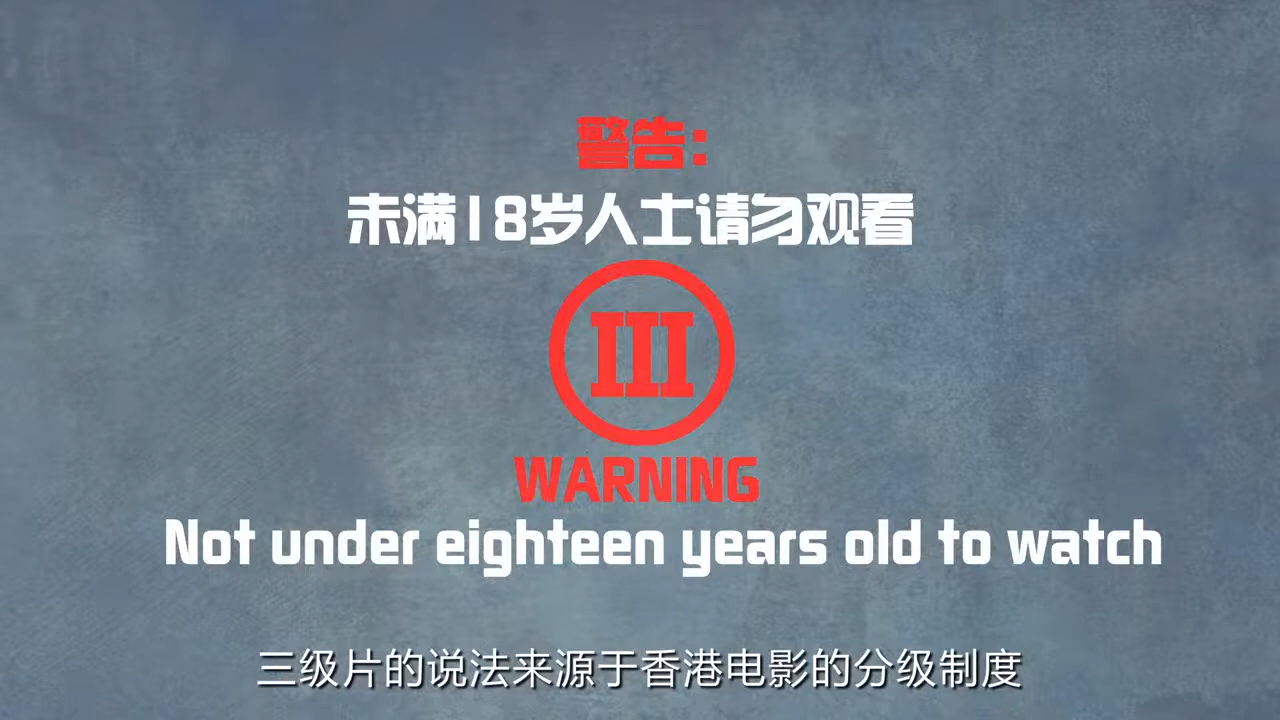 警告：
未满18岁人士请勿观看
III
WARNING
Not under eighteen years old to watch
三级片的说法来源于香港电影的分级制度